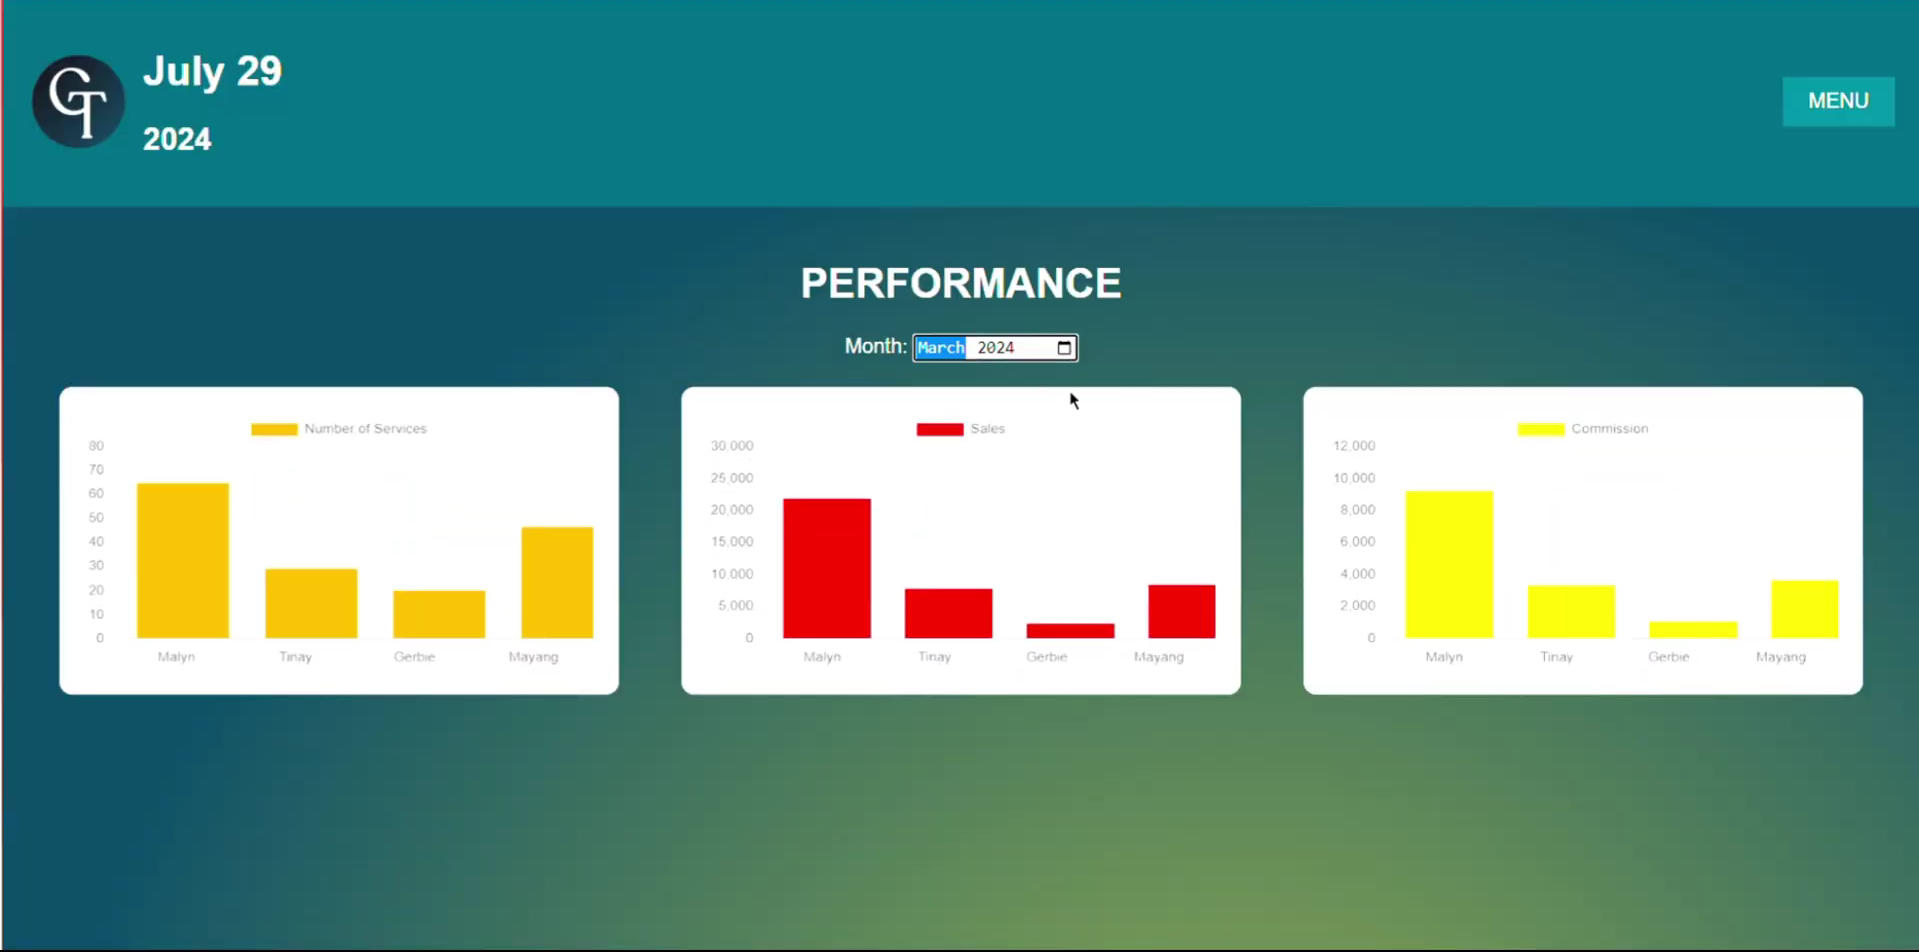 GT
July 29
2024
MENU
PERFORMANCE
Month: March 2024
Number of Services
80
70
60
50
40
30
20
10
0
Malyn Tinay Gerbie Mayang
Sales
30,000
25,000
20,000
15,000
10,000
5,000
0
Malyn Tinay Gerbie Mayang
Commission
12,000
10,000
8,000
6,000
4,000
2,000
0
Malyn Tinay Gerbie Mayang